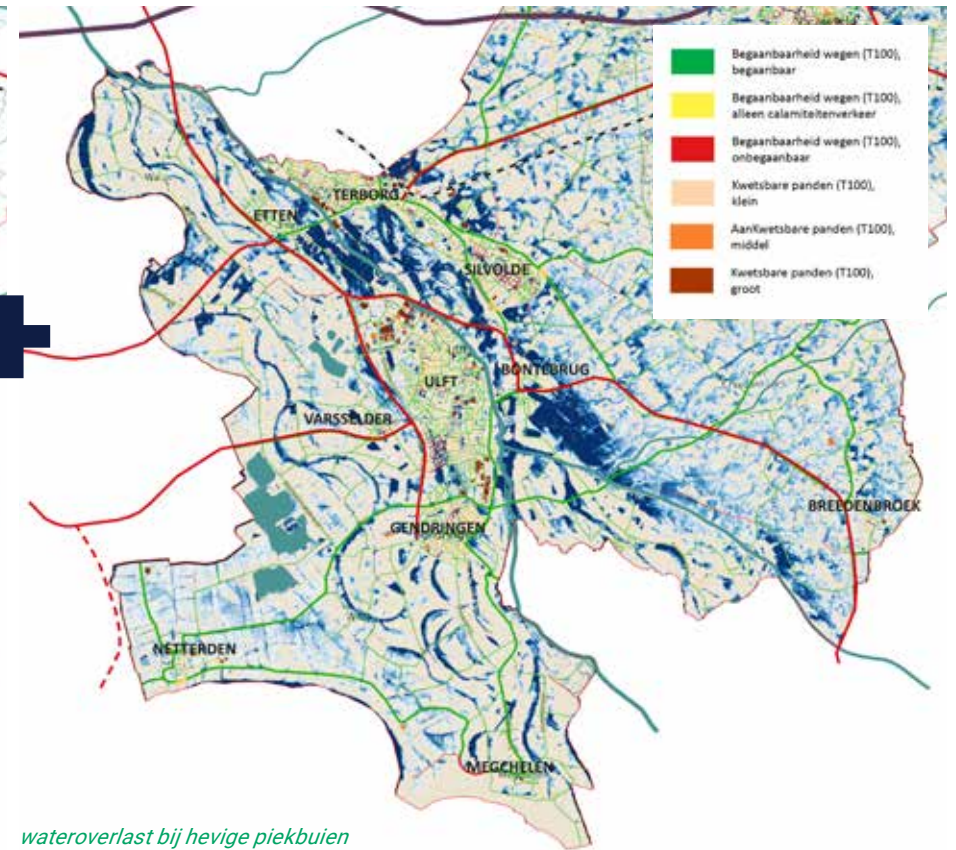 Begaanbaarheid wegen (T100),
begaanbaar
Begaanbaarheid wegen (T100),
alleen calamiteitenverkeer
Begaanbaarheid wegen (T100),
onbegaanbaar
Kwetsbare panden (T100),
klein
AanKwetsbare panden (T100),
middel
Kwetsbare panden (T100),
groot
TERBORG
ETTEN
SILVOLDE
BONTEBRUG
ULFT
VARSSELDER
BREEDENBROEK
GENDRINGEN
NETTERDEN
MEGCHELEN
wateroverlast bij hevige piekbuien